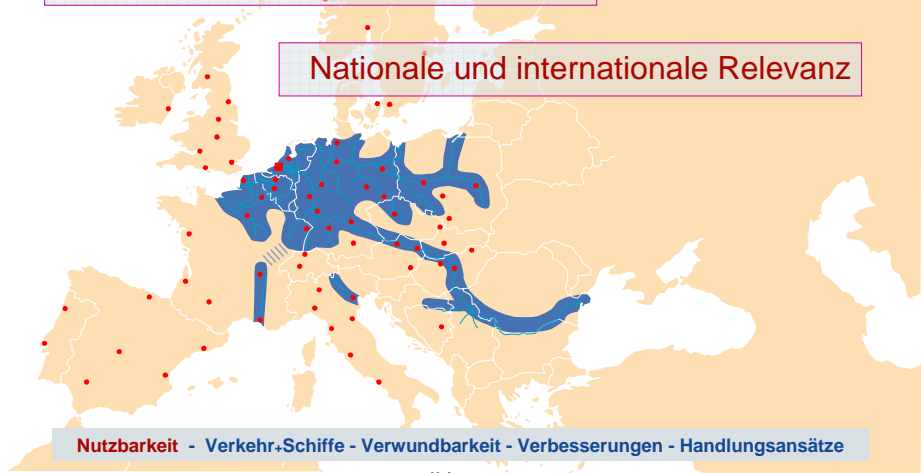 Nationale und internationale Relevanz
Nutzbarkeit - Verkehr+Schiffe - Verwundbarkeit - Verbesserungen - Handlungsansätze